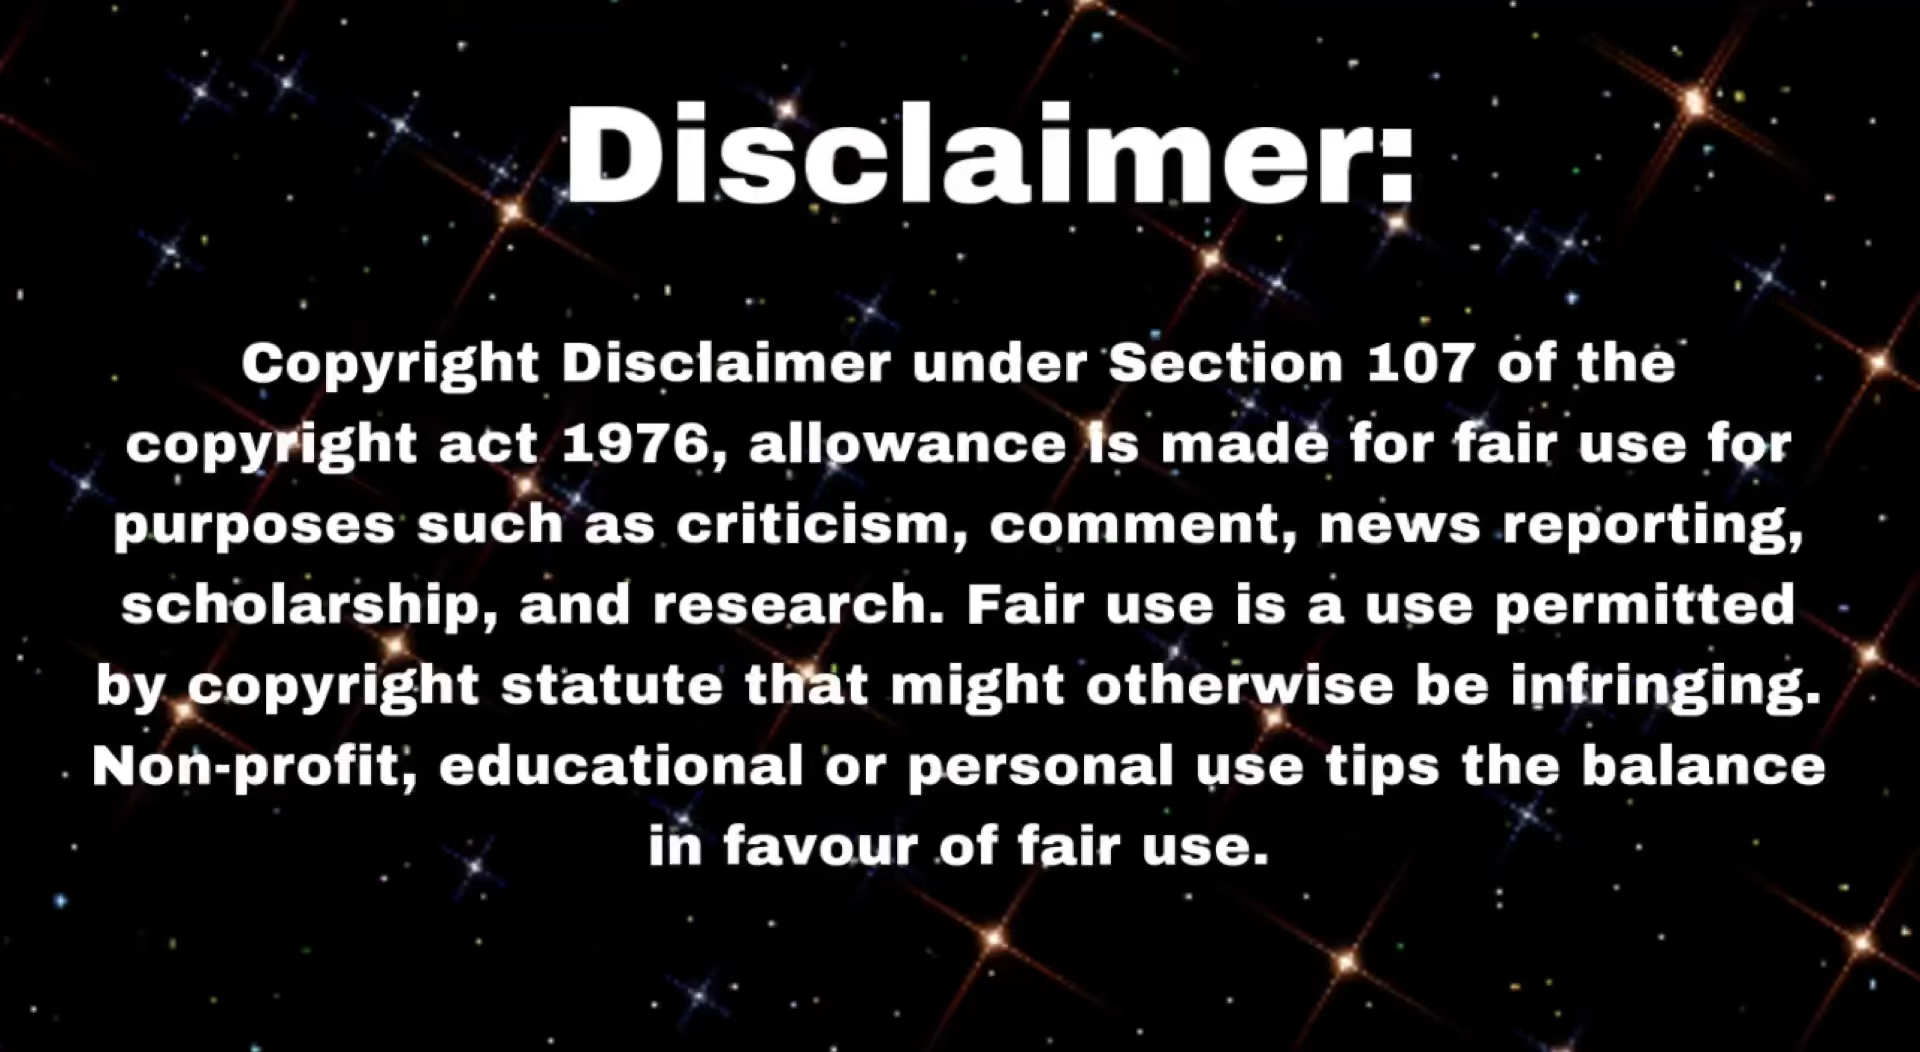 Disclaimer:
Copyright Disclaimer under Section 107 of the
copyright act 1976, allowance is made for fair use for
purposes such as criticism, comment, news reporting,
scholarship, and research. Fair use is a use permitted
by copyright statute that might otherwise be infringing.
Non-profit, educational or personal use tips the balance
in favour of fair use.